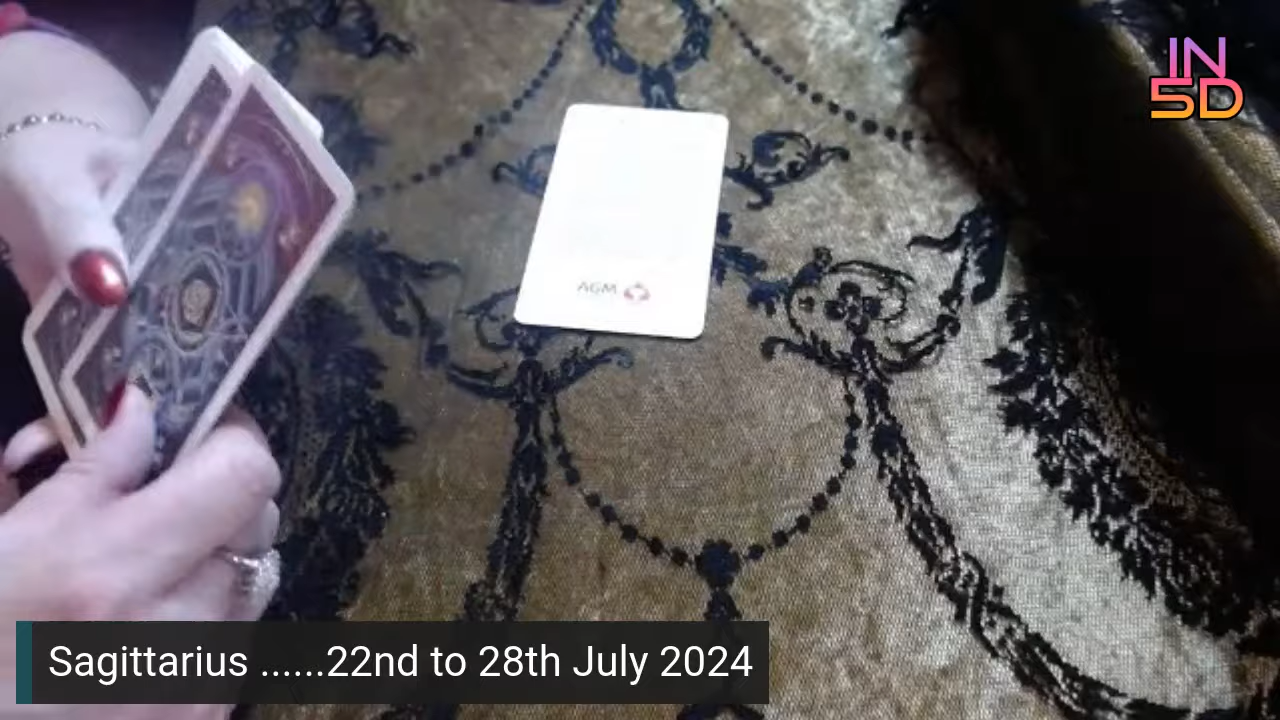 IN
5D
AGM
Sagittarius ......22nd to 28th July 2024